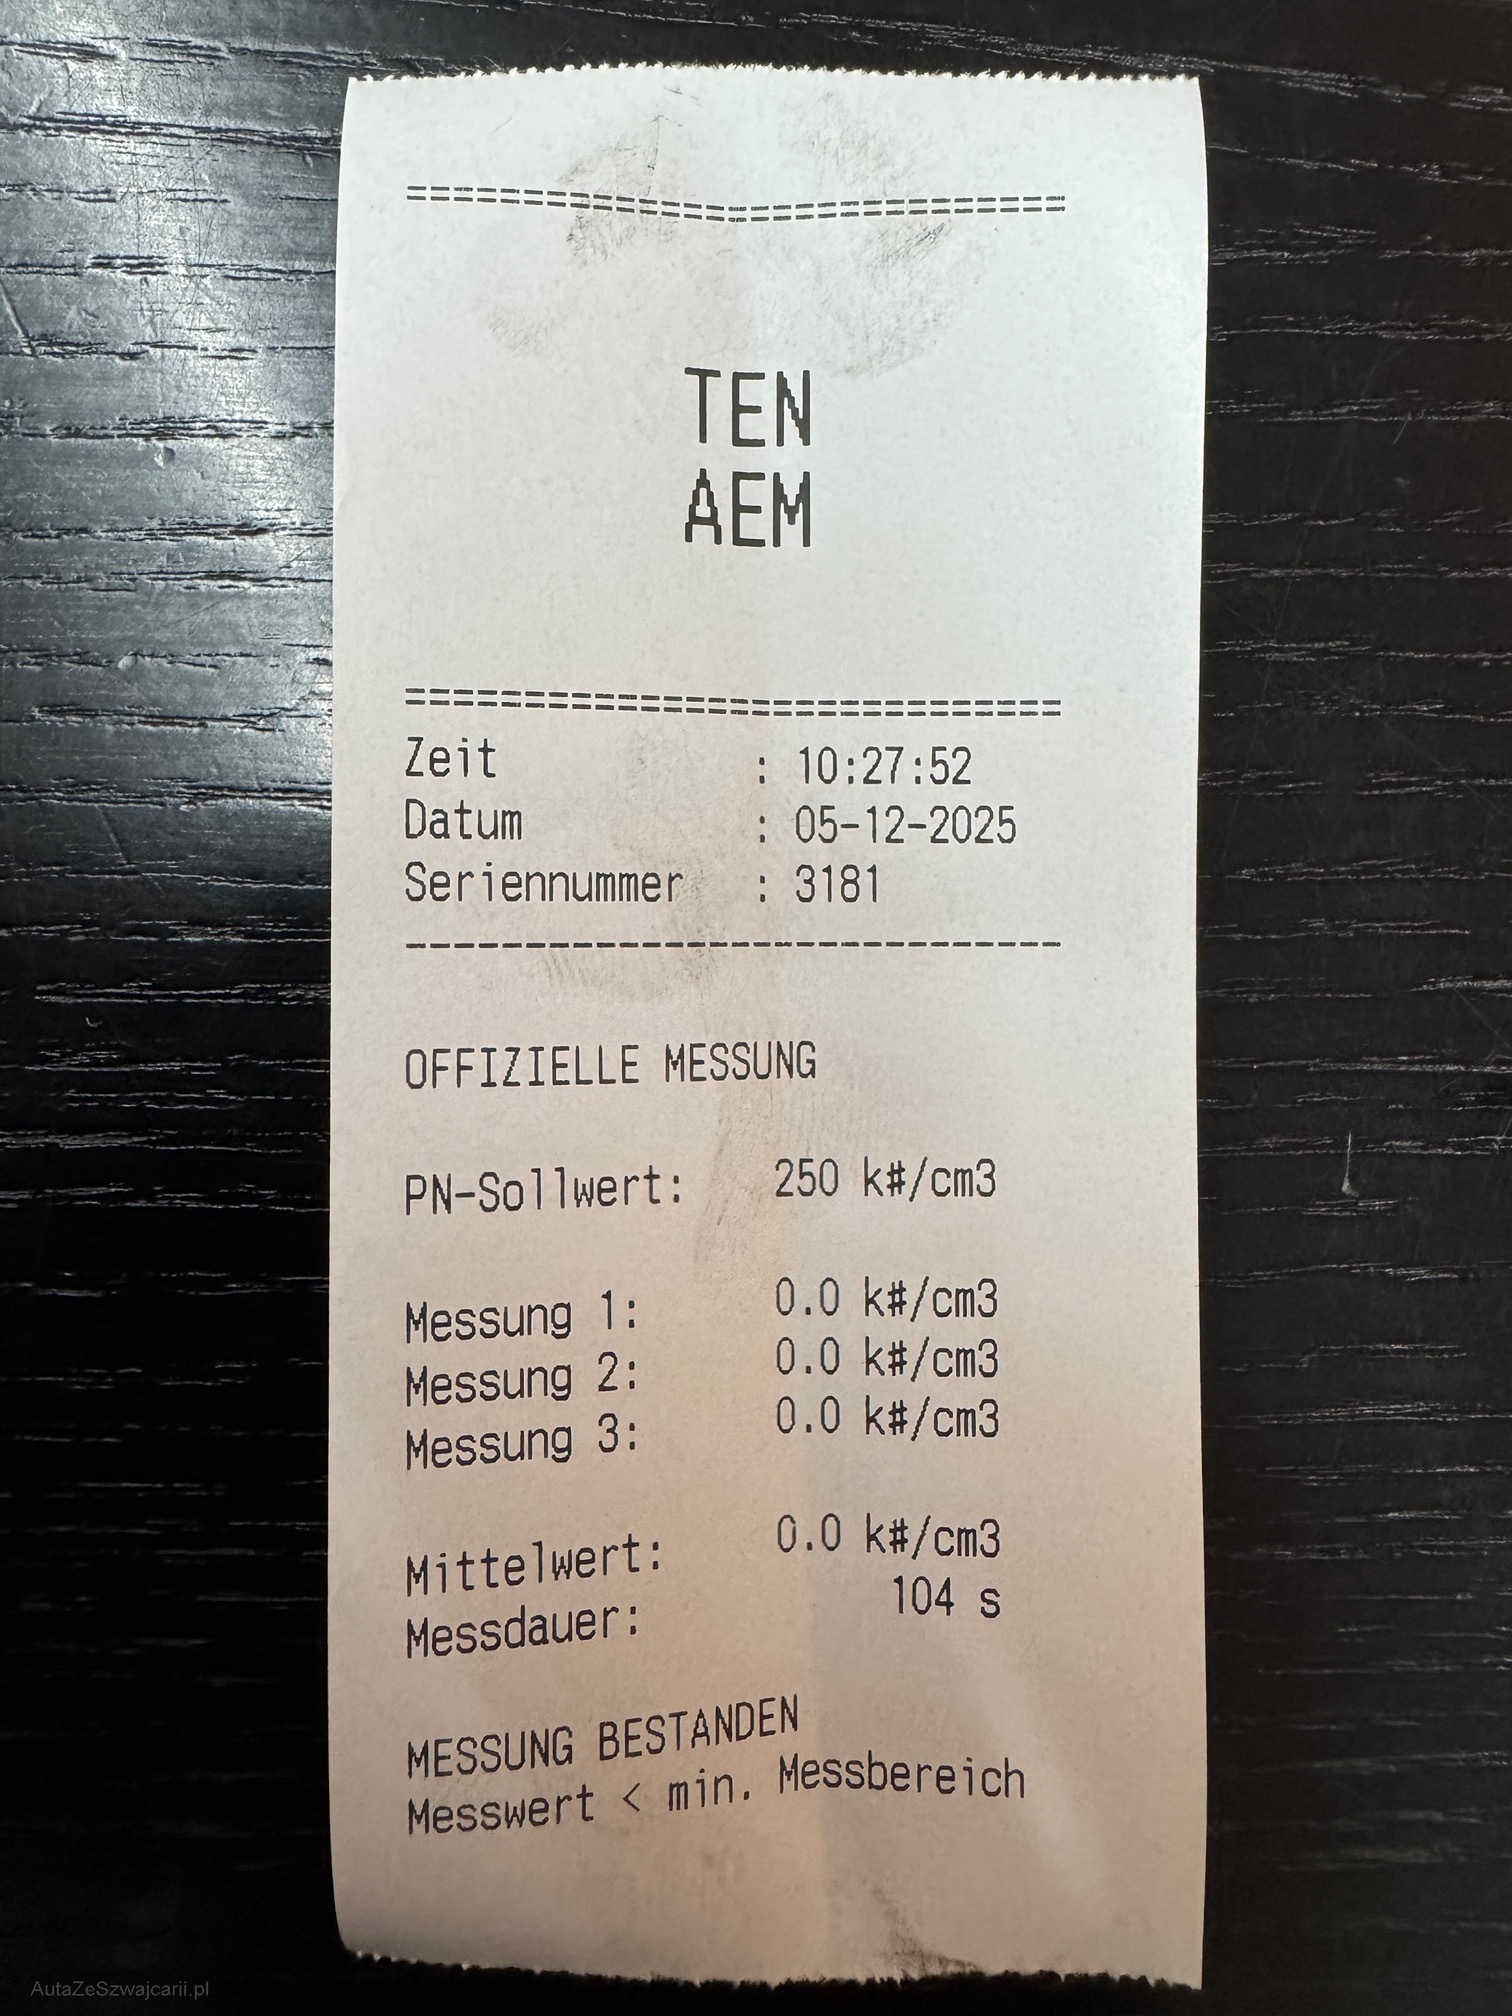 ============================
TEN
AEM
============================
Zeit : 10:27:52
Datum : 05-12-2025
Seriennummer : 3181
----------------------------
OFFIZIELLE MESSUNG
PN-Sollwert: 250 k#/cm3
Messung 1: 0.0 k#/cm3
Messung 2: 0.0 k#/cm3
Messung 3: 0.0 k#/cm3
Mittelwert: 0.0 k#/cm3
Messdauer: 104 s
MESSUNG BESTANDEN
Messwert < min. Messbereich
AutaZeSzwajcarii.pl